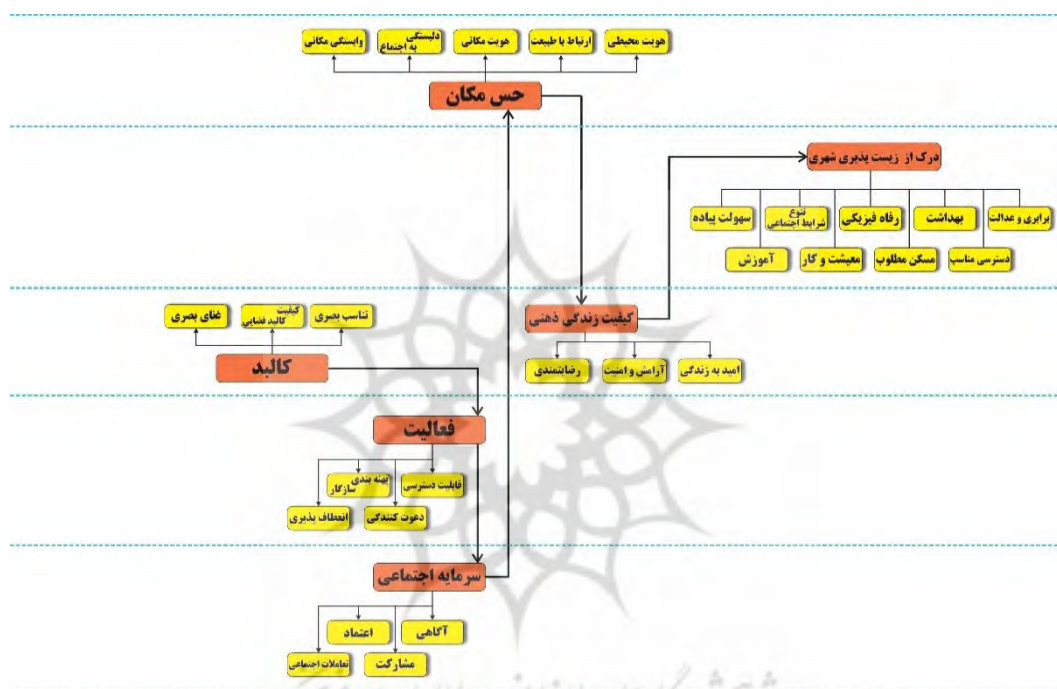 هویت محیطی
ارتباط با طبیعت
هویت مکانی
دلبستگی
به اجتماع
وابستگی مکانی
حس مکان
درک از زیست پذیری شهری
برابری و عدالت
بهداشت
رفاه فیزیکی
تنوع
شرایط اجتماعی
سهولت پیاده
دسترسی مناسب
مسکن مطلوب
معیشت و کار
آموزش
تناسب بصری
کیفیت
کالبد فضایی
غنای بصری
کالبد
کیفیت زندگی ذهنی
امید به زندگی
آرامش و امنیت
رضایتمندی
فعالیت
قابلیت دسترسی
پهنه بندی
سازگار
دعوت کنندگی
انعطاف پذیری
سرمایه اجتماعی
آگاهی
اعتماد
مشارکت
تعاملات اجتماعی